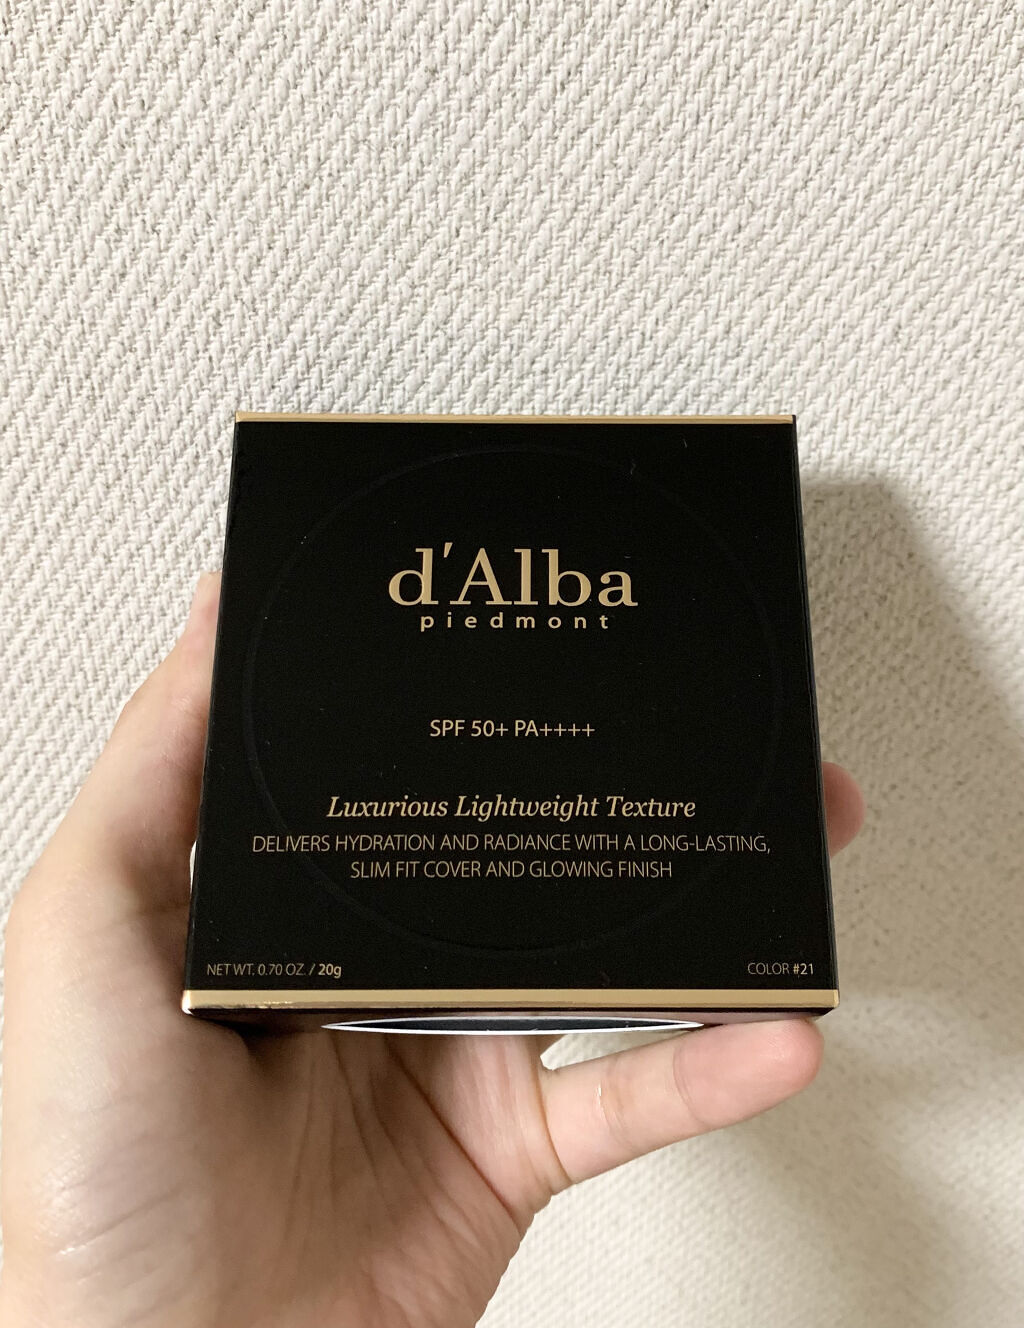 d'Alba
piedmont
SPF 50+ PA++++
Luxurious Lightweight Texture
DELIVERS HYDRATION AND RADIANCE WITH A LONG-LASTING,
SLIM FIT COVER AND GLOWING FINISH
NET WT. 0.70 OZ. / 20g
COLOR #21